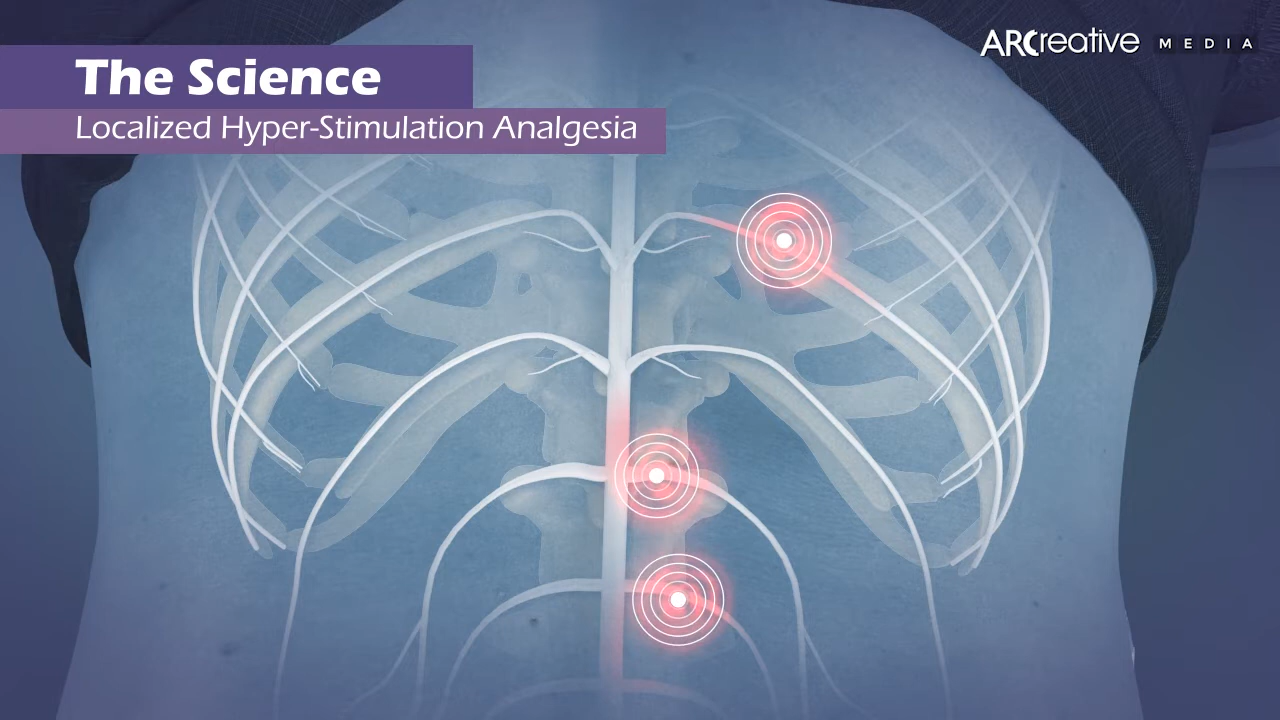 The Science
Localized Hyper-Stimulation Analgesia
ARCreative MEDIA